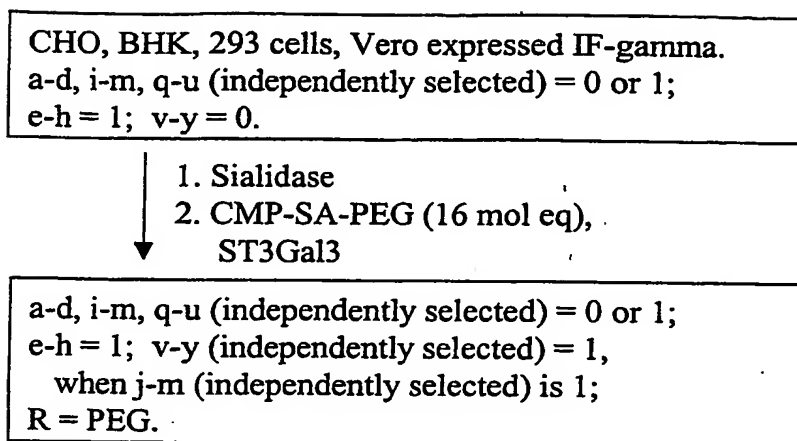 CHO, BHK, 293 cells, Vero expressed IF-gamma.
a-d, i-m, q-u (independently selected) = 0 or 1;
e-h = 1; v-y = 0.
1. Sialidase
2. CMP-SA-PEG (16 mol eq),
ST3Gal3
a-d, i-m, q-u (independently selected) = 0 or 1;
e-h = 1; v-y (independently selected) = 1,
when j-m (independently selected) is 1;
R = PEG.